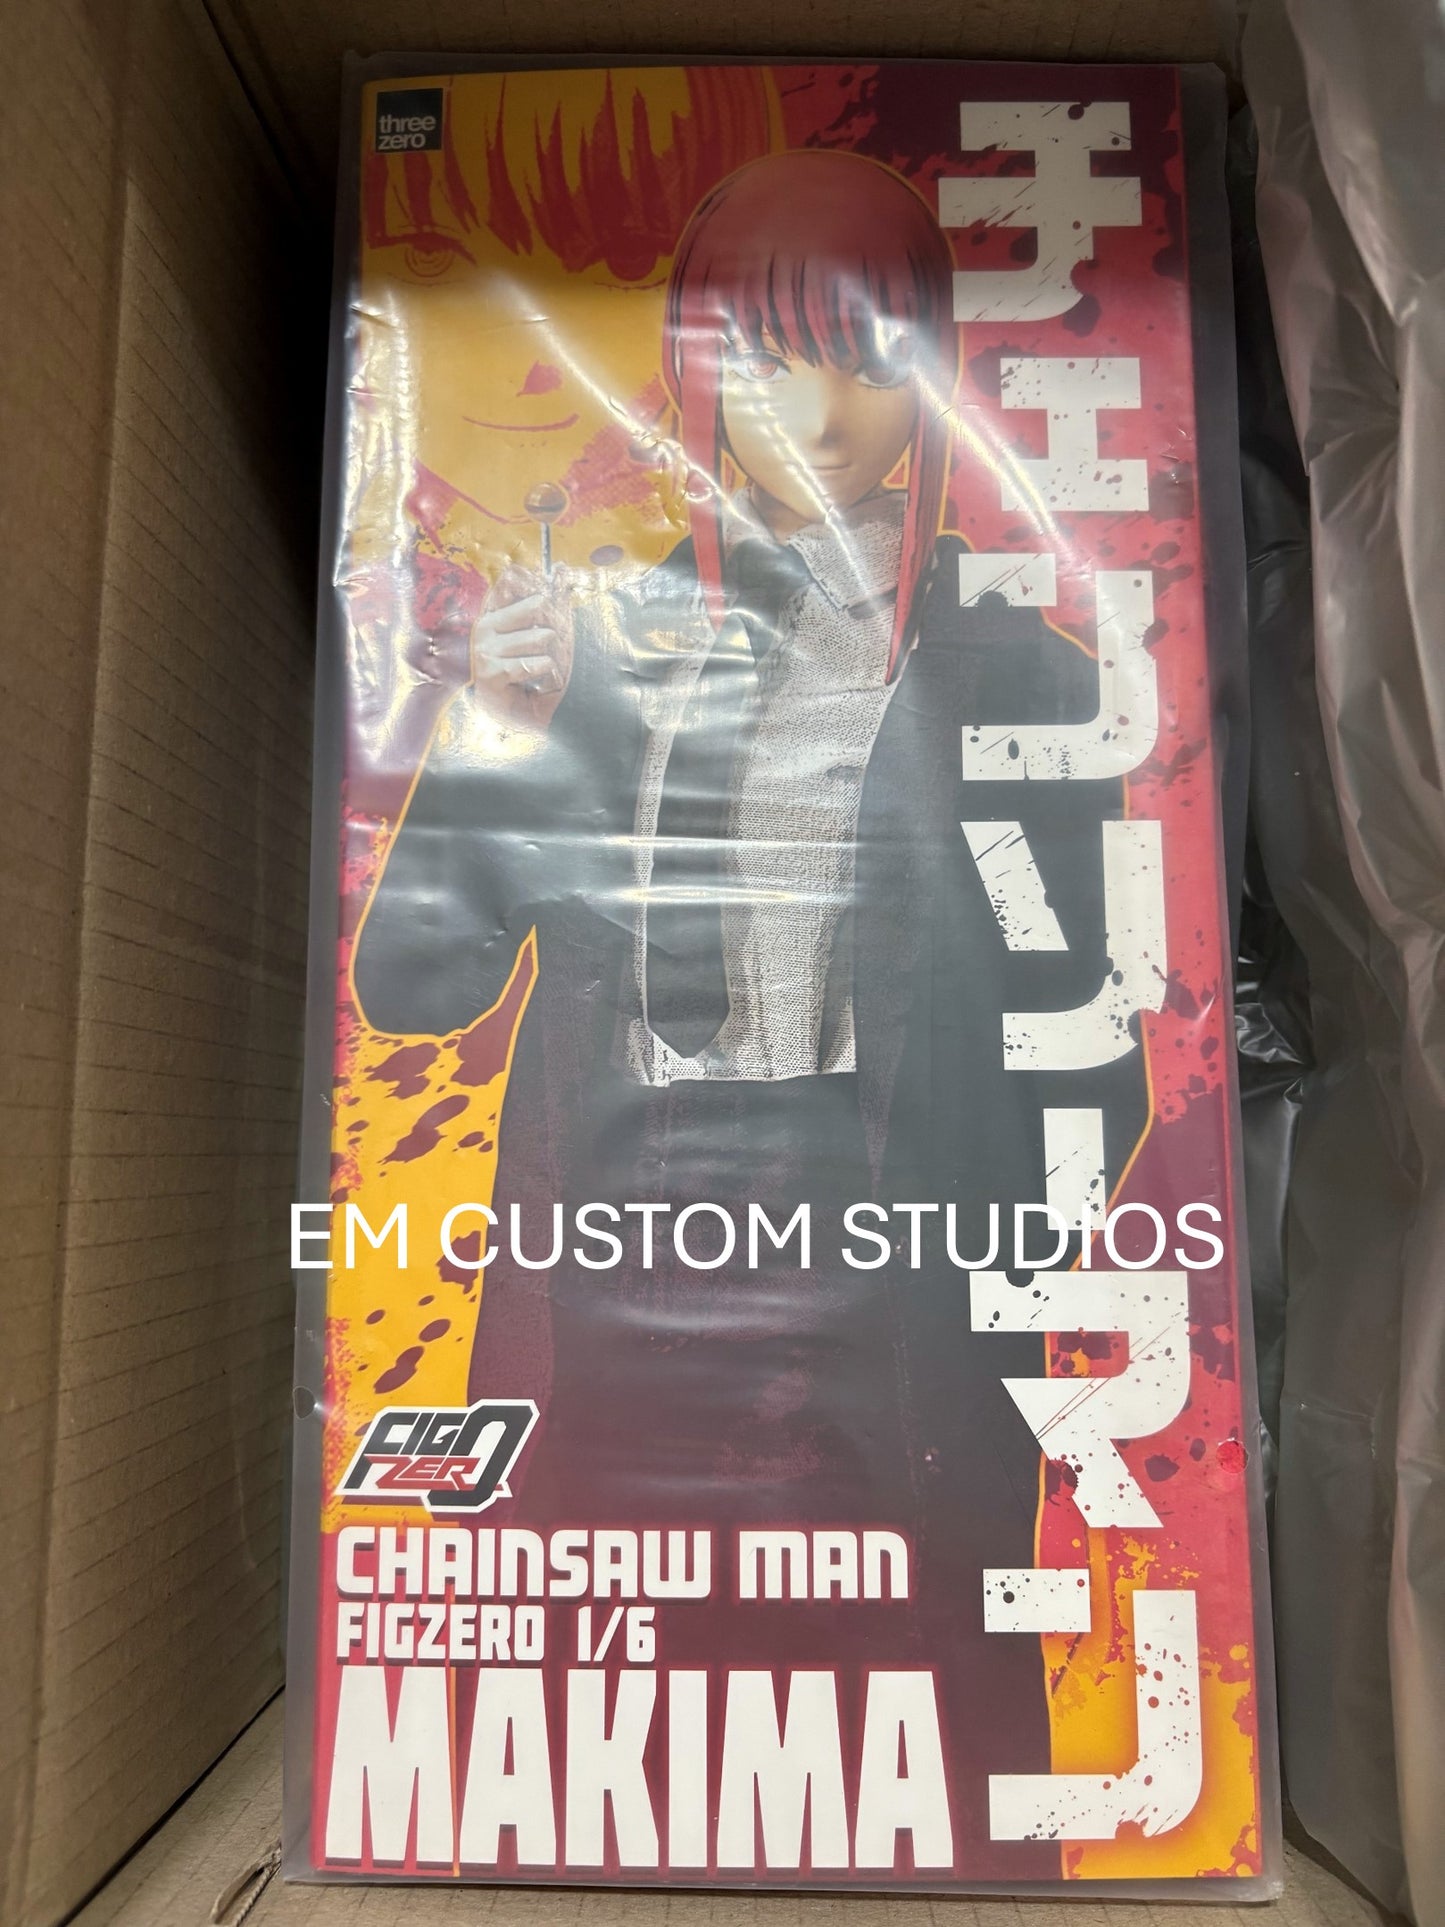 three
zero
チェンソーマン
EM CUSTOM STUDIOS
FIGZERO
CHAINSAW MAN
FIGZERO 1/6
MAKIMA